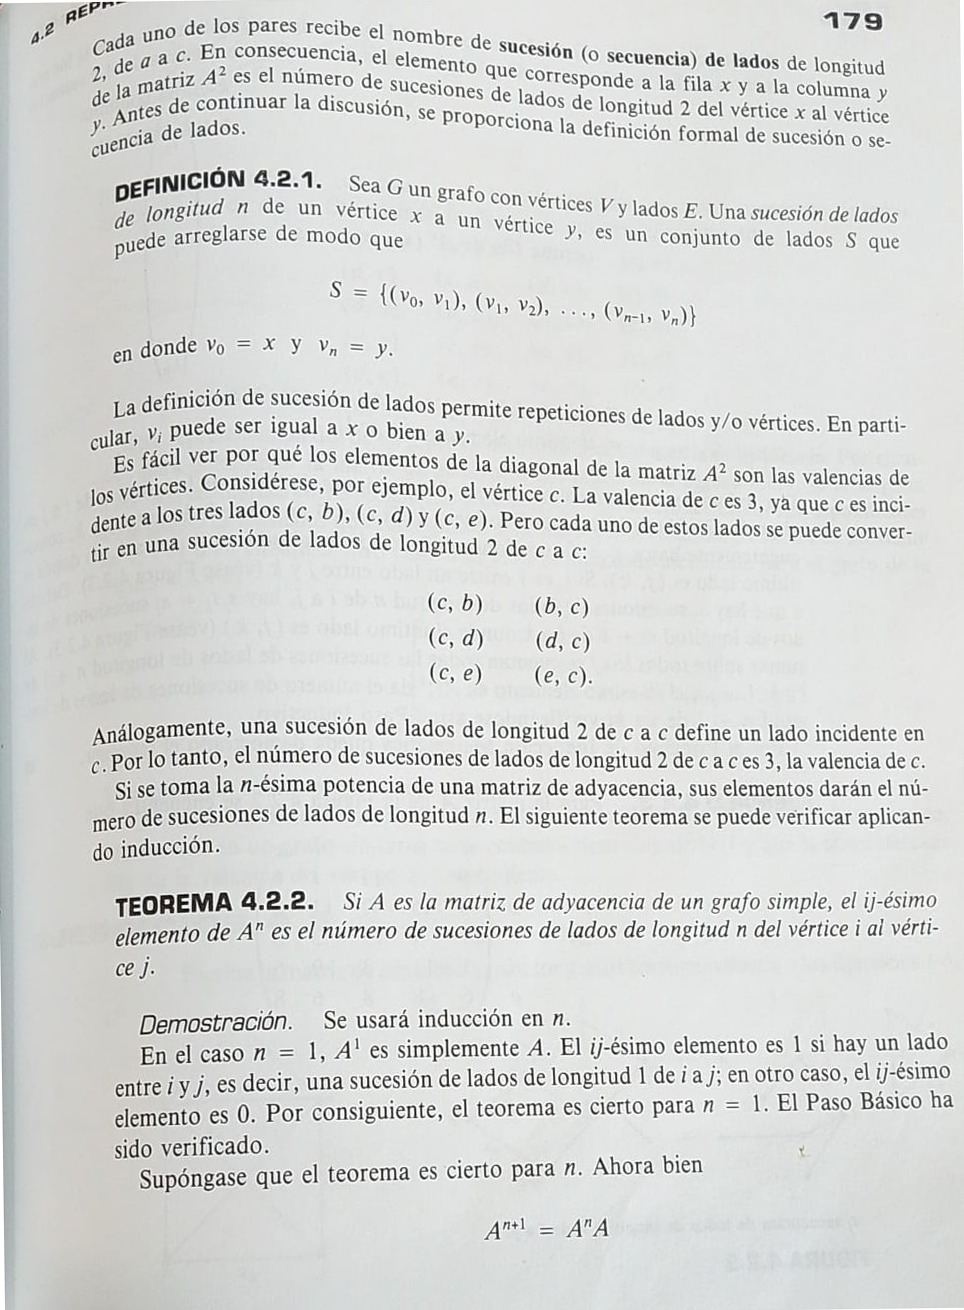 4.2
179
Cada uno de los pares recibe el nombre de sucesión (o secuencia) de lados de longitud
2, de a a c. En consecuencia, el elemento que corresponde a la fila x y a la columna y
de la matriz A² es el número de sucesiones de lados de longitud 2 del vértice x al vértice
y. Antes de continuar la discusión, se proporciona la definición formal de sucesión o se-
cuencia de lados.
DEFINICIÓN 4.2.1. Sea G un grafo con vértices V y lados E. Una sucesión de lados
de longitud n de un vértice x a un vértice y, es un conjunto de lados S que
puede arreglarse de modo que
S = {(v₀, v₁), (v₁, v₂), . . ., (vₙ₋₁, vₙ)}
en donde v₀ = x y vₙ = y.
La definición de sucesión de lados permite repeticiones de lados y/o vértices. En parti-
cular, vᵢ puede ser igual a x o bien a y.
Es fácil ver por qué los elementos de la diagonal de la matriz A² son las valencias de
los vértices. Considérese, por ejemplo, el vértice c. La valencia de c es 3, ya que c es inci-
dente a los tres lados (c, b), (c, d) y (c, e). Pero cada uno de estos lados se puede conver-
tir en una sucesión de lados de longitud 2 de c a c:
(c, b) (b, c)
(c, d) (d, c)
(c, e) (e, c).
Análogamente, una sucesión de lados de longitud 2 de c a c define un lado incidente en
c. Por lo tanto, el número de sucesiones de lados de longitud 2 de c a c es 3, la valencia de c.
Si se toma la n-ésima potencia de una matriz de adyacencia, sus elementos darán el nú-
mero de sucesiones de lados de longitud n. El siguiente teorema se puede verificar aplican-
do inducción.
TEOREMA 4.2.2. Si A es la matriz de adyacencia de un grafo simple, el ij-ésimo
elemento de Aⁿ es el número de sucesiones de lados de longitud n del vértice i al vérti-
ce j.
Demostración. Se usará inducción en n.
En el caso n = 1, A¹ es simplemente A. El ij-ésimo elemento es 1 si hay un lado
entre i y j, es decir, una sucesión de lados de longitud 1 de i a j; en otro caso, el ij-ésimo
elemento es 0. Por consiguiente, el teorema es cierto para n = 1. El Paso Básico ha
sido verificado.
Supóngase que el teorema es cierto para n. Ahora bien
Aⁿ⁺¹ = AⁿA